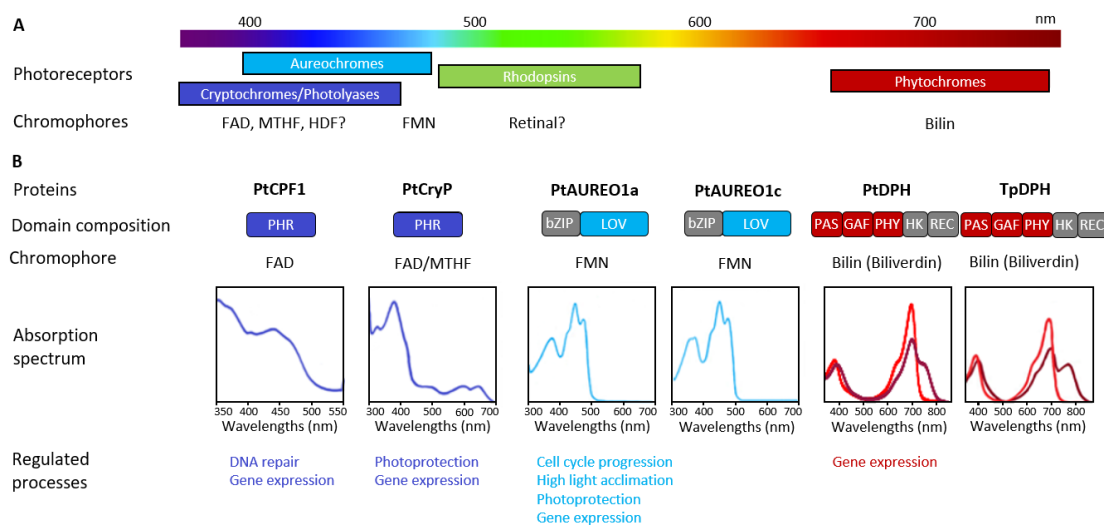 A
400 500 600 700 nm
Photoreceptors
Aureochromes
Rhodopsins
Phytochromes
Cryptochromes/Photolyases
Chromophores
FAD, MTHF, HDF? FMN Retinal? Bilin
B
Proteins
PtCPF1 PtCryP PtAUREO1a PtAUREO1c PtDPH TpDPH
Domain composition
PHR PHR bZIP LOV bZIP LOV PAS GAF PHY HK REC PAS GAF PHY HK REC
Chromophore
FAD FAD/MTHF FMN FMN Bilin (Biliverdin) Bilin (Biliverdin)
Absorption
spectrum
350 400 450 500 550 300 400 500 600 700 300 400 500 600 700 300 400 500 600 700 400 500 600 700 800 400 500 600 700 800
Wavelengths (nm) Wavelengths (nm) Wavelengths (nm) Wavelengths (nm) Wavelengths (nm) Wavelengths (nm)
Regulated
processes
DNA repair
Gene expression
Photoprotection
Gene expression
Cell cycle progression
High light acclimation
Photoprotection
Gene expression
Gene expression